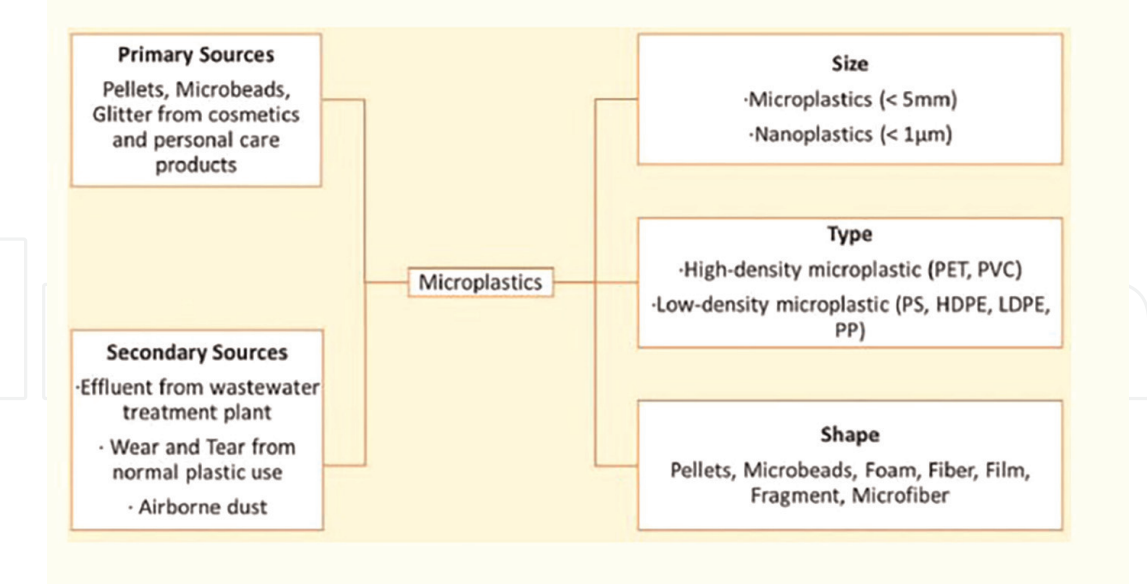 Primary Sources
Pellets, Microbeads,
Glitter from cosmetics
and personal care
products
Secondary Sources
·Effluent from wastewater
treatment plant
· Wear and Tear from
normal plastic use
· Airborne dust
Microplastics
Size
·Microplastics (< 5mm)
·Nanoplastics (< 1µm)
Type
·High-density microplastic (PET, PVC)
·Low-density microplastic (PS, HDPE, LDPE,
PP)
Shape
Pellets, Microbeads, Foam, Fiber, Film,
Fragment, Microfiber